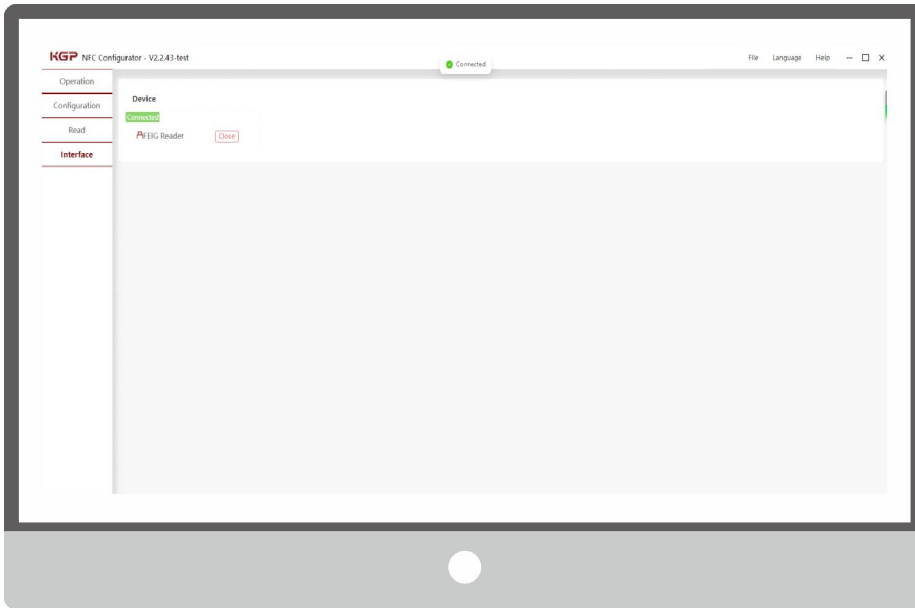 KGP NFC Configurator - V2.2.43-test
Connected
File Language Help
Operation
Configuration
Read
Interface
Device
Connected
FEIG Reader
Close